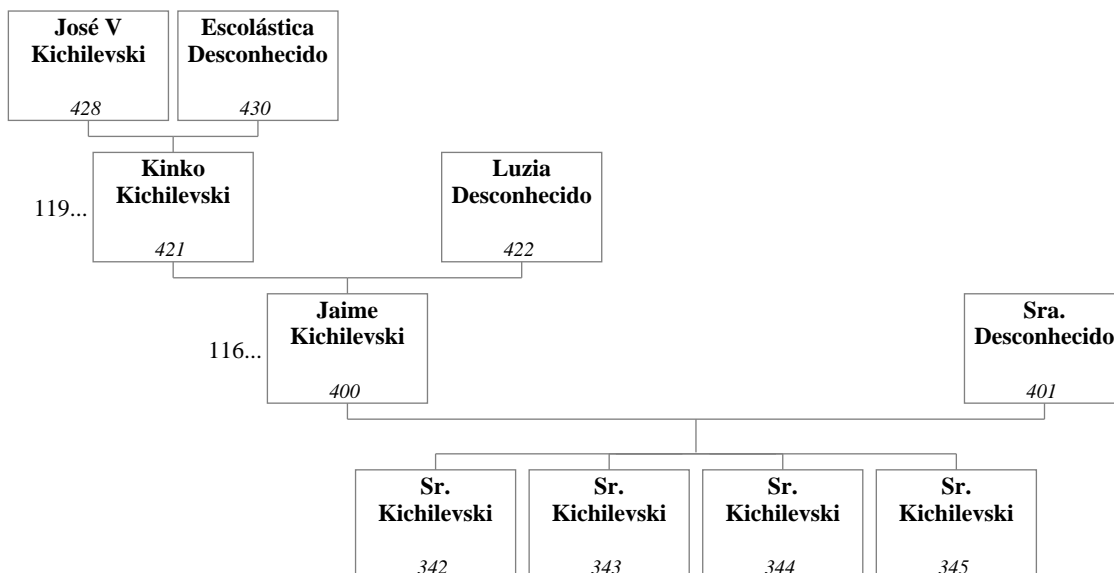 José V
Kichilevski
428
Escolástica
Desconhecido
430
119...
Kinko
Kichilevski
421
Luzia
Desconhecido
422
116...
Jaime
Kichilevski
400
Sra.
Desconhecido
401
Sr.
Kichilevski
342
Sr.
Kichilevski
343
Sr.
Kichilevski
344
Sr.
Kichilevski
345